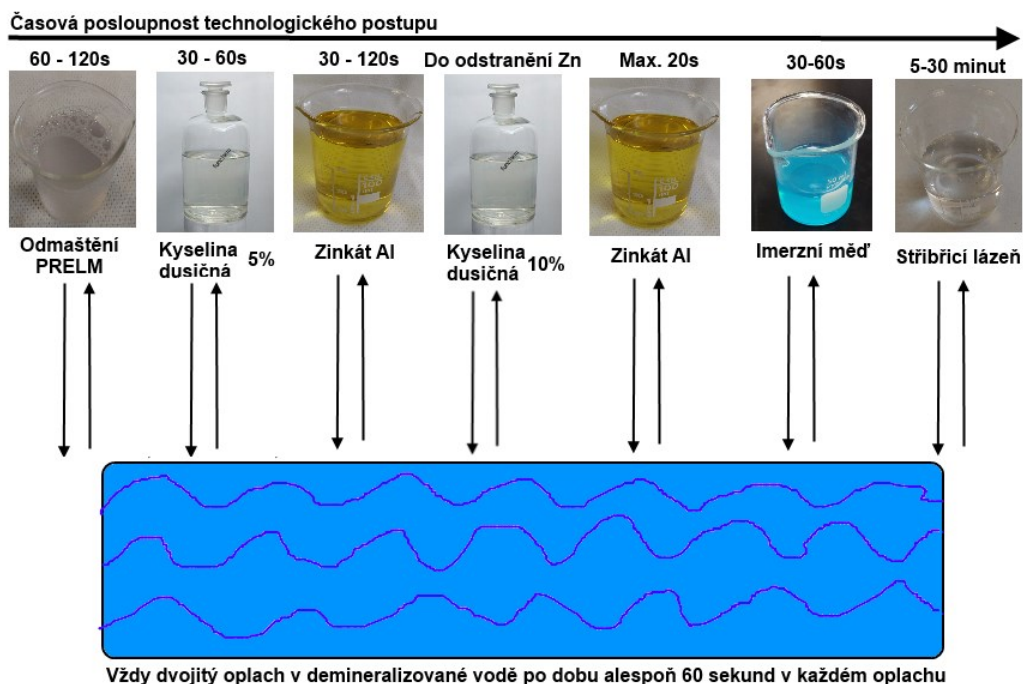 Časová posloupnost technologického postupu
60 - 120s
30 - 60s
30 - 120s
Do odstranění Zn
Max. 20s
30-60s
5-30 minut
Odmaštění
PRELM
Kyselina
dusičná 5%
Zinkát Al
Kyselina
dusičná 10%
Zinkát Al
Imerzní měď
Střibřicí lázeň
Vždy dvojitý oplach v demineralizované vodě po dobu alespoň 60 sekund v každém oplachu